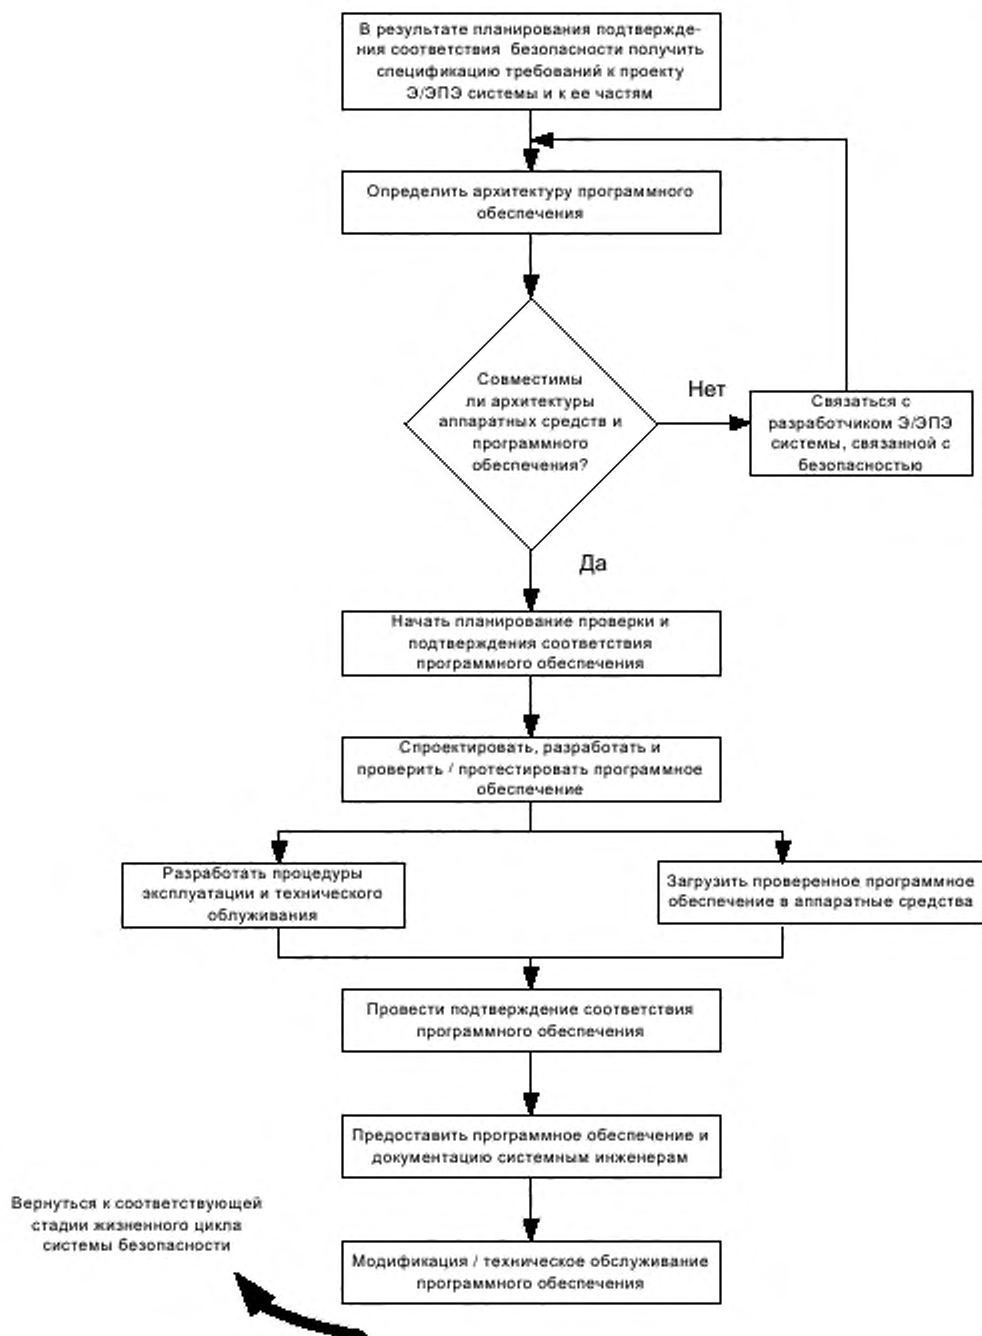 В результате планирования подтвержде-
ния соответствия безопасности получить
спецификацию требований к проекту
Э/ЭПЭ системы и к ее частям
Определить архитектуру программного
обеспечения
Совместимы
ли архитектуры
аппаратных средств и
программного
обеспечения?
Нет
Связаться с
разработчиком Э/ЭПЭ
системы, связанной с
безопасностью
Да
Начать планирование проверки и
подтверждения соответствия
программного обеспечения
Спроектировать, разработать и
проверить / протестировать программное
обеспечение
Разработать процедуры
эксплуатации и технического
облуживания
Загрузить проверенное программное
обеспечение в аппаратные средства
Провести подтверждение соответствия
программного обеспечения
Предоставить программное обеспечение и
документацию системным инженерам
Вернуться к соответствующей
стадии жизненного цикла
системы безопасности
Модификация / техническое обслуживание
программного обеспечения